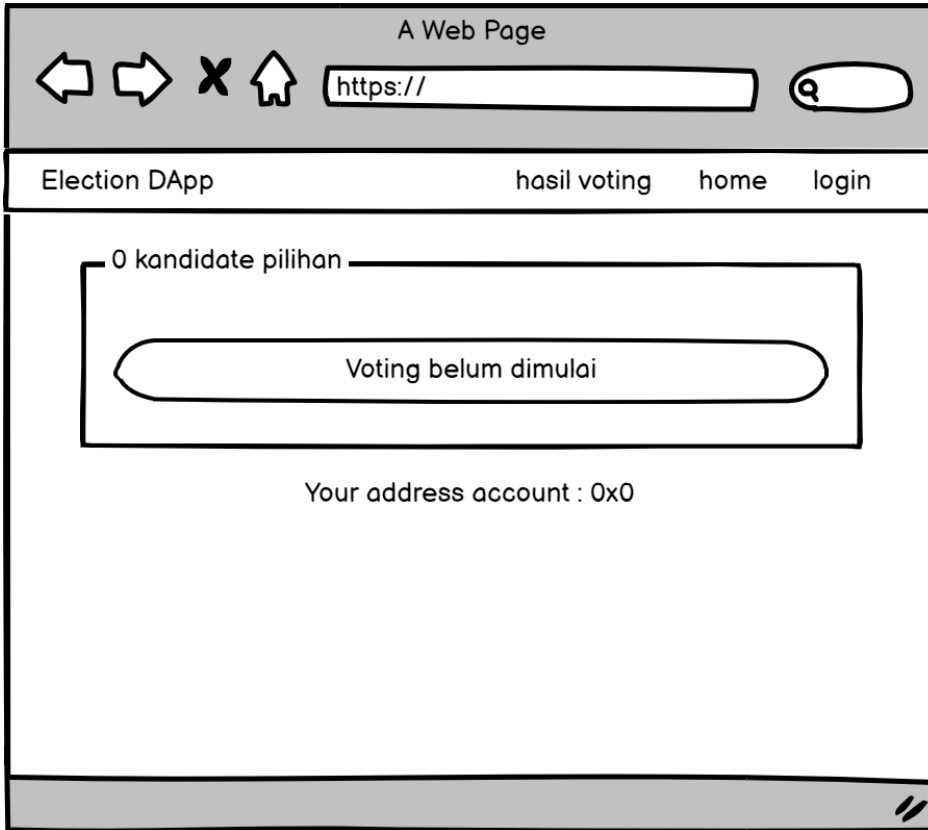 A Web Page
https://
Election DApp hasil voting home login
0 kandidate pilihan
Voting belum dimulai
Your address account : 0x0